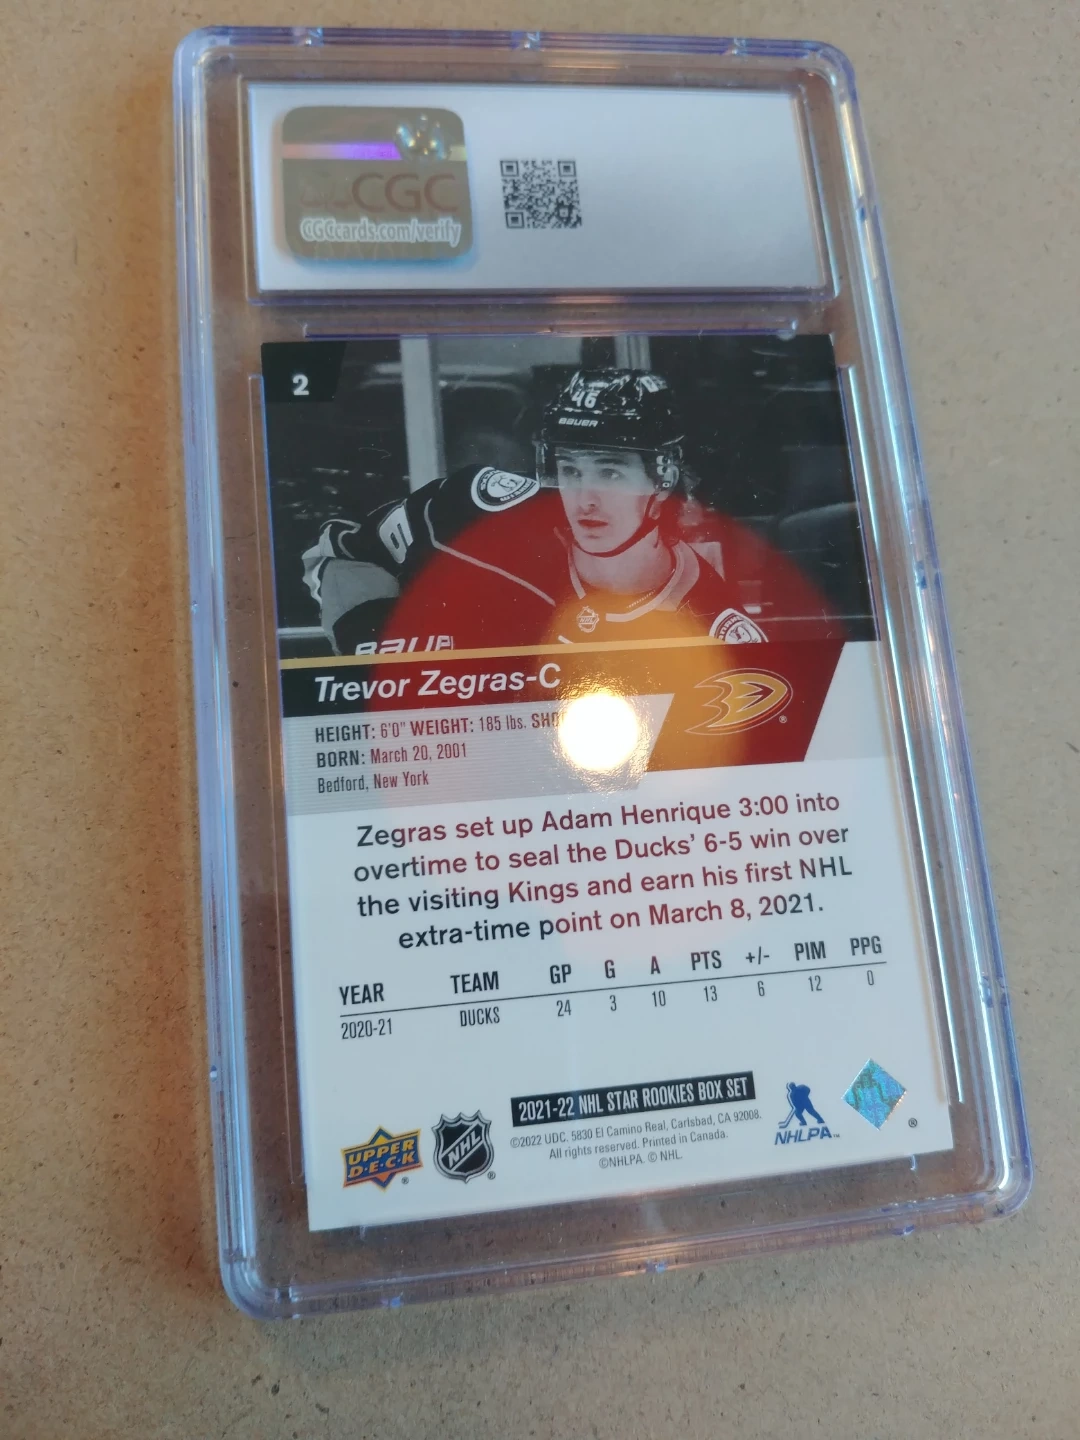 CGC
CGCcards.com/verify
2
46
BAUER
Trevor Zegras-C
HEIGHT: 6'0" WEIGHT: 185 lbs.
BORN: March 20, 2001
Bedford, New York
Zegras set up Adam Henrique 3:00 into
overtime to seal the Ducks' 6-5 win over
the visiting Kings and earn his first NHL
extra-time point on March 8, 2021.
YEAR TEAM GP G A PTS +/- PIM PPG
2020-21 DUCKS 24 3 10 13 6 12 0
2021-22 NHL STAR ROOKIES BOX SET
©2022 UDC. 5830 El Camino Real, Carlsbad, CA 92008.
All rights reserved. Printed in Canada.
©NHLPA. © NHL.
UPPER
D·E·C·K ®
NHL ®
NHLPA™
®